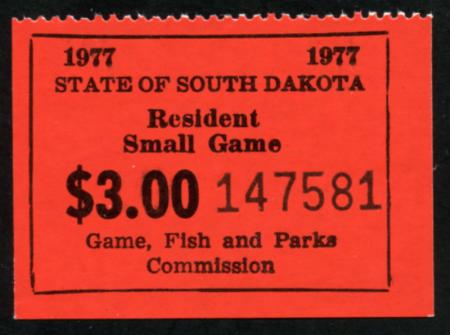 1977 1977
STATE OF SOUTH DAKOTA
Resident
Small Game
$3.00 147581
Game, Fish and Parks
Commission